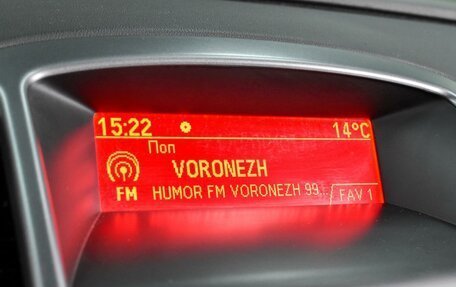 15:22 14°C
Поп
VORONEZH
FM HUMOR FM VORONEZH 99... FAV 1